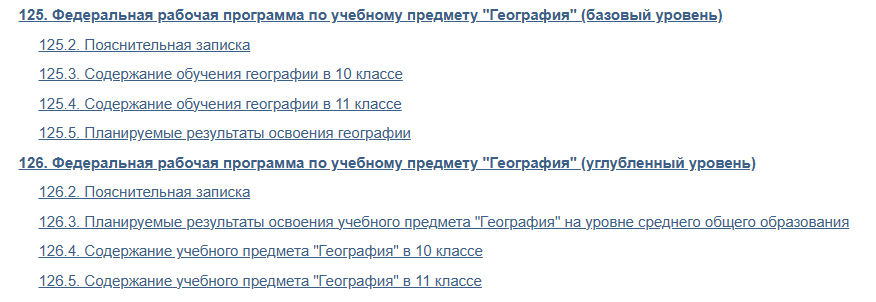 125. Федеральная рабочая программа по учебному предмету "География" (базовый уровень)
125.2. Пояснительная записка
125.3. Содержание обучения географии в 10 классе
125.4. Содержание обучения географии в 11 классе
125.5. Планируемые результаты освоения географии
126. Федеральная рабочая программа по учебному предмету "География" (углубленный уровень)
126.2. Пояснительная записка
126.3. Планируемые результаты освоения учебного предмета "География" на уровне среднего общего образования
126.4. Содержание учебного предмета "География" в 10 классе
126.5. Содержание учебного предмета "География" в 11 классе